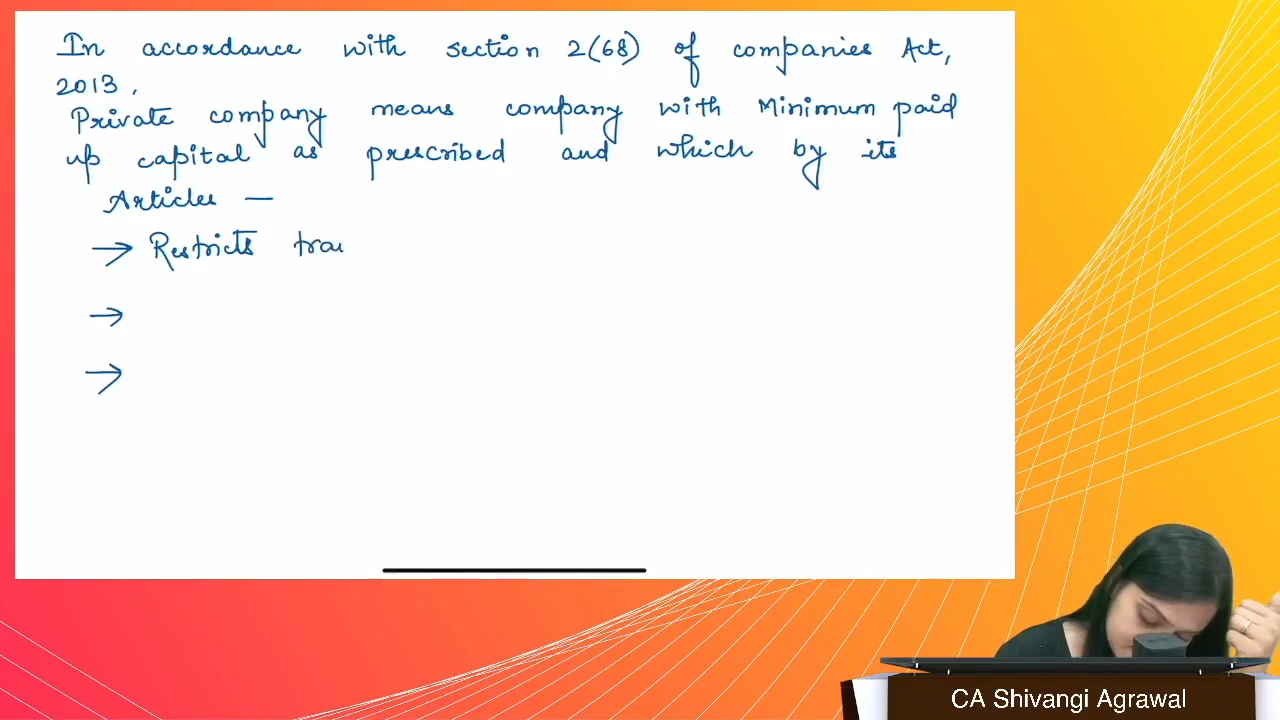 In accordance with section 2(68) of companies Act,
2013,
Private company means company with Minimum paid
up capital as prescribed and which by its
Articles —
→ Restricts tra
→
→
CA Shivangi Agrawal